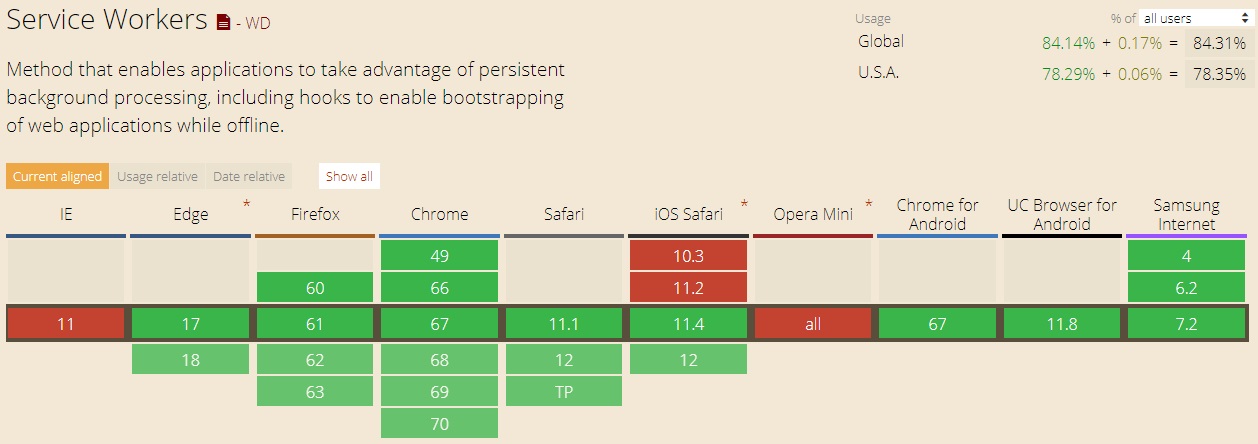 Service Workers - WD
Usage % of all users
Global 84.14% + 0.17% = 84.31%
U.S.A. 78.29% + 0.06% = 78.35%
Method that enables applications to take advantage of persistent
background processing, including hooks to enable bootstrapping
of web applications while offline.
Current aligned Usage relative Date relative Show all
IE Edge * Firefox Chrome Safari iOS Safari * Opera Mini * Chrome for Android UC Browser for Android Samsung Internet
49 10.3 4
60 66 11.2 6.2
11 17 61 67 11.1 11.4 all 67 11.8 7.2
18 62 68 12 12
63 69 TP
70